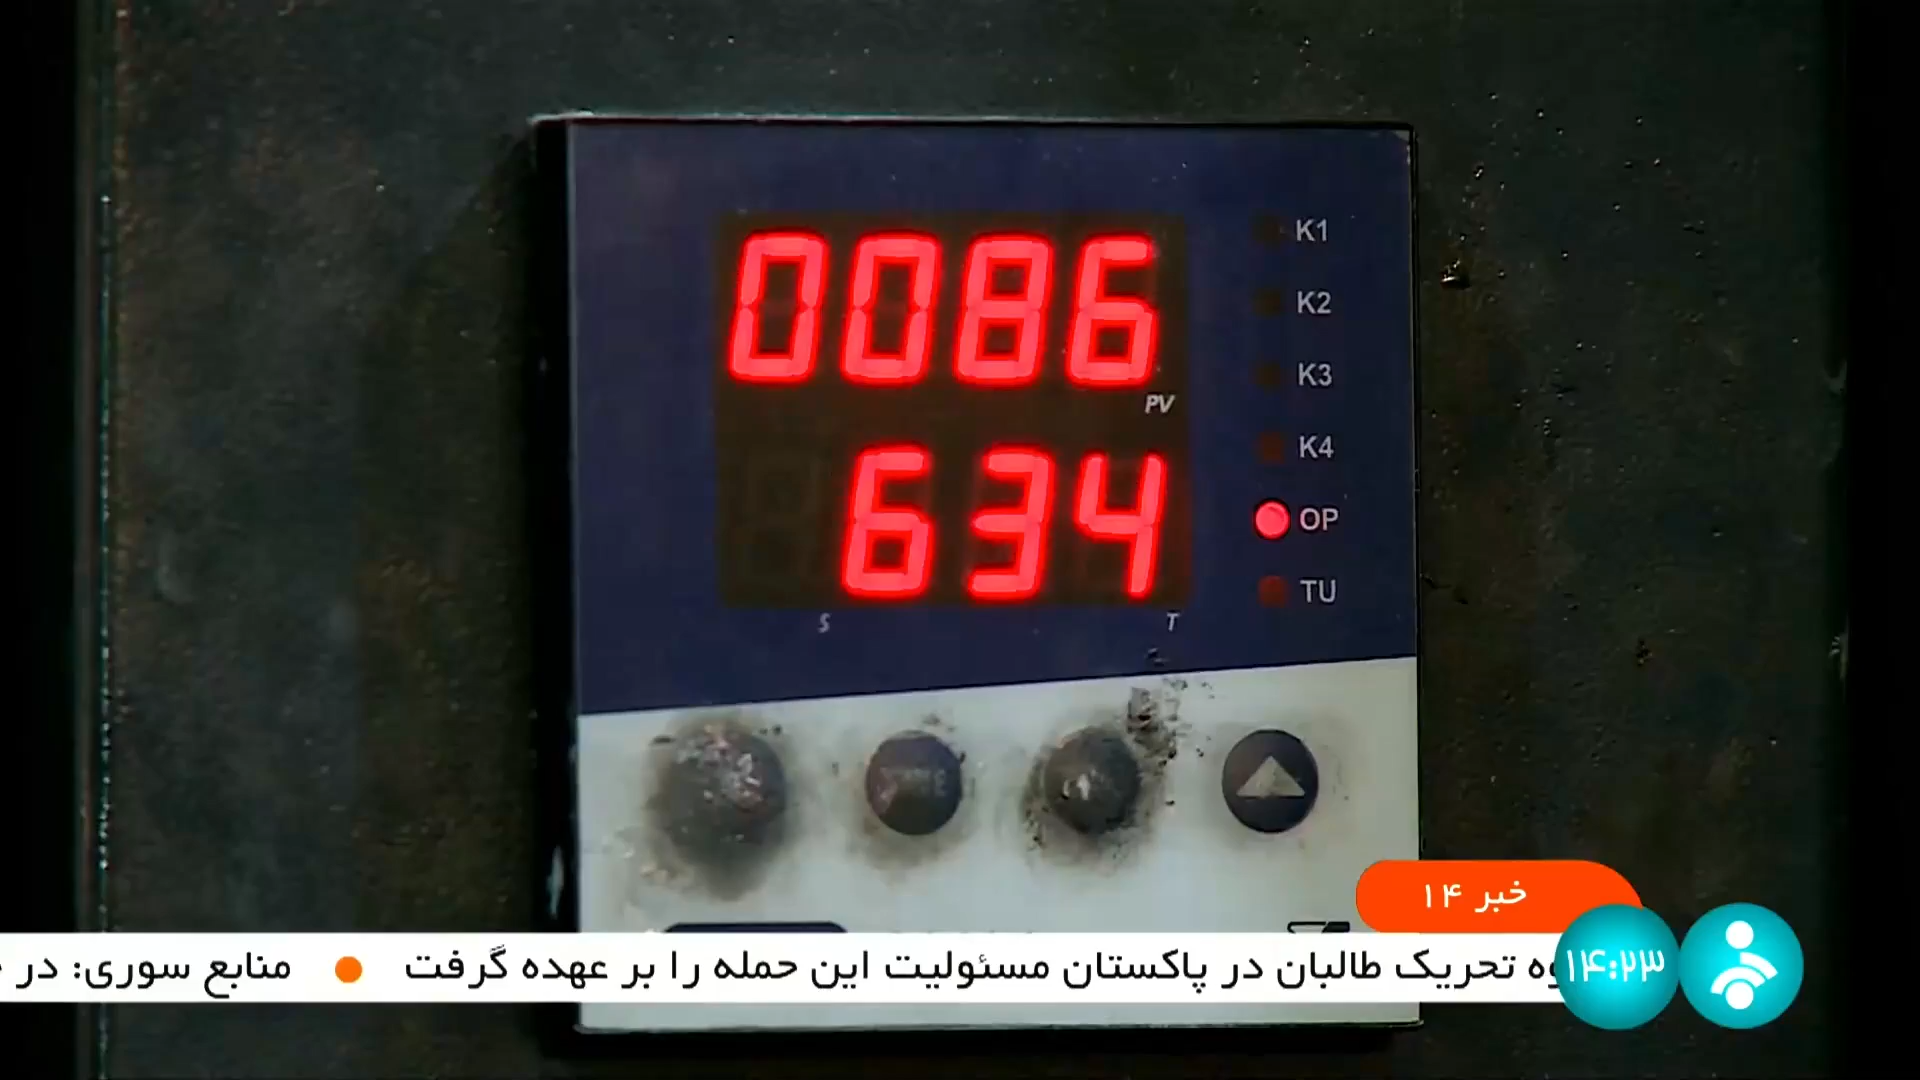 0086
PV
634
S
T
K1
K2
K3
K4
OP
TU
خبر ۱۴
۱۴:۲۳
تحریک طالبان در پاکستان مسئولیت این حمله را بر عهده گرفت
منابع سوری: در